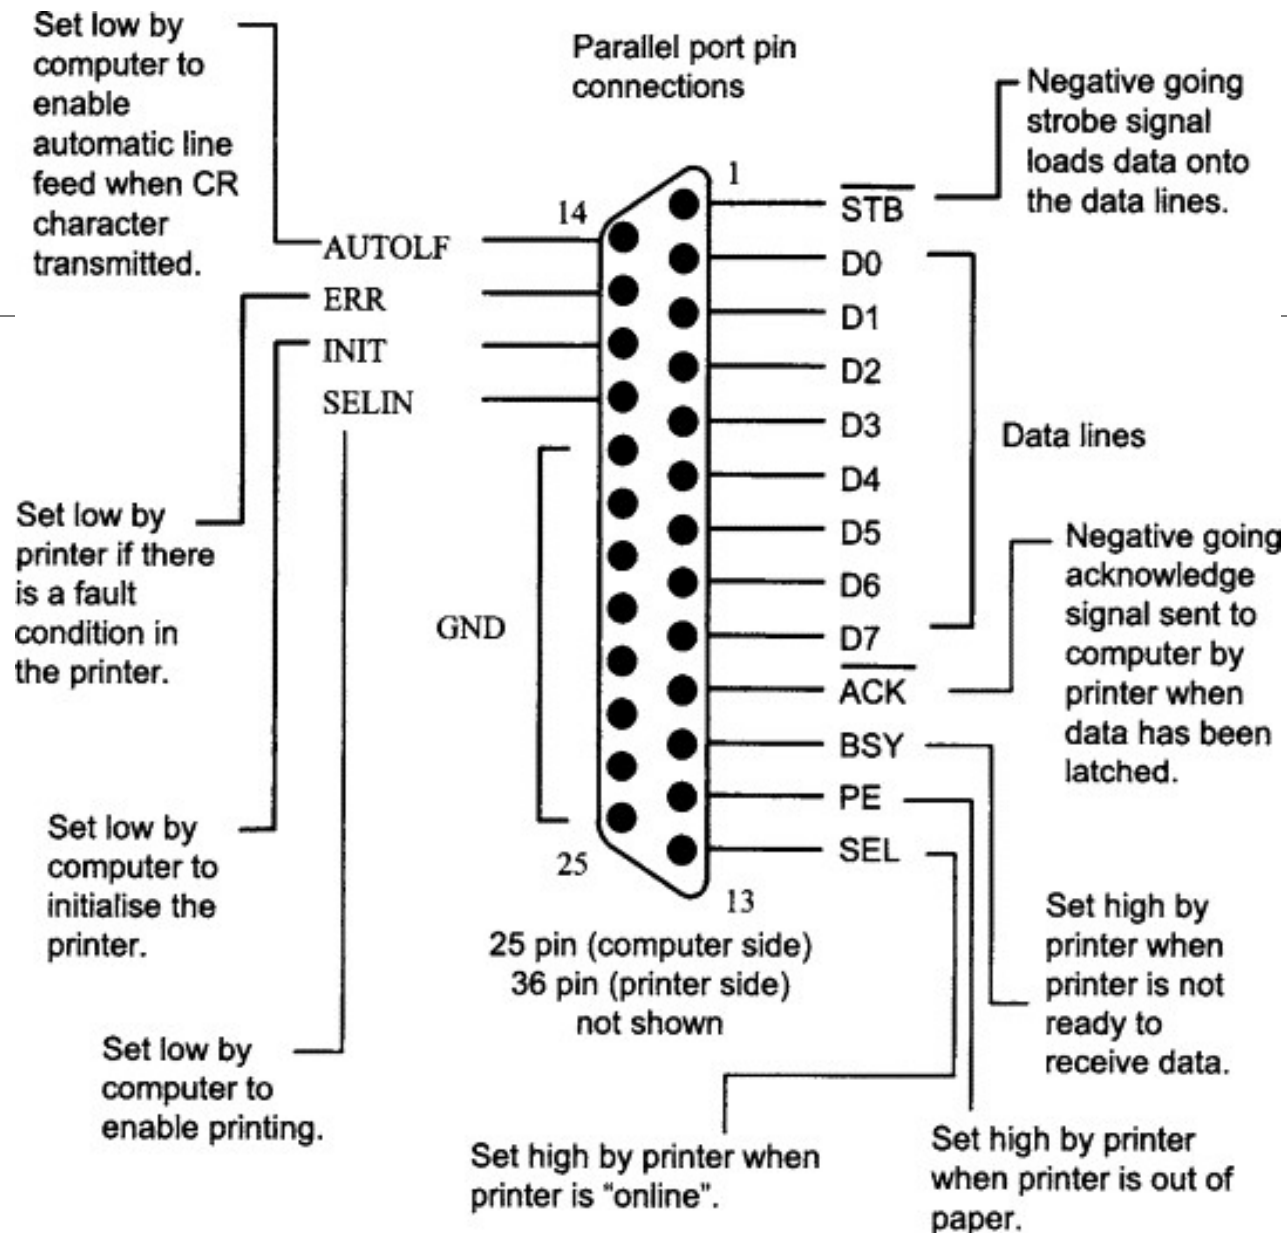 Set low by
computer to
enable
automatic line
feed when CR
character
transmitted.
Parallel port pin
connections
Negative going
strobe signal
loads data onto
the data lines.
1
14
STB
AUTOLF
D0
ERR
D1
INIT
D2
SELIN
D3
Data lines
D4
D5
D6
D7
GND
ACK
BSY
PE
SEL
25
13
Set low by
printer if there
is a fault
condition in
the printer.
Negative going
acknowledge
signal sent to
computer by
printer when
data has been
latched.
Set low by
computer to
initialise the
printer.
25 pin (computer side)
36 pin (printer side)
not shown
Set high by
printer when
printer is not
ready to
receive data.
Set low by
computer to
enable printing.
Set high by printer when
printer is “online”.
Set high by printer
when printer is out of
paper.